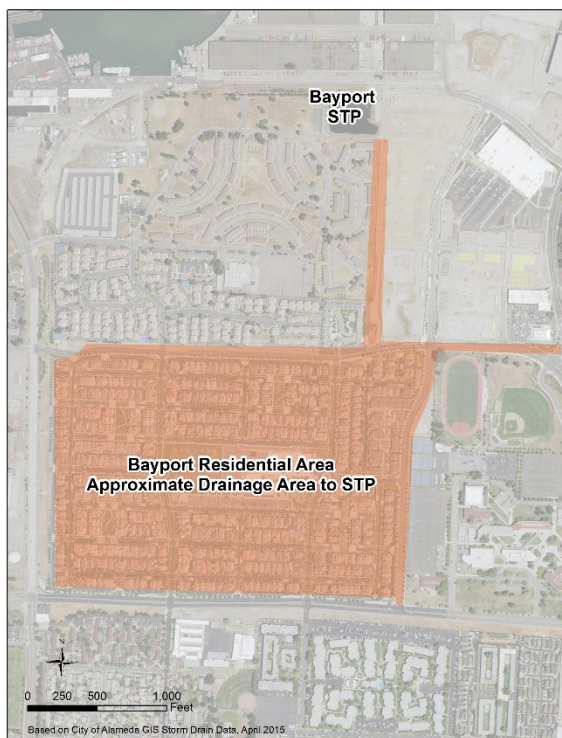 Bayport
STP
Bayport Residential Area
Approximate Drainage Area to STP
N
0 250 500 1,000
Feet
Based on City of Alameda GIS Storm Drain Data, April 2015